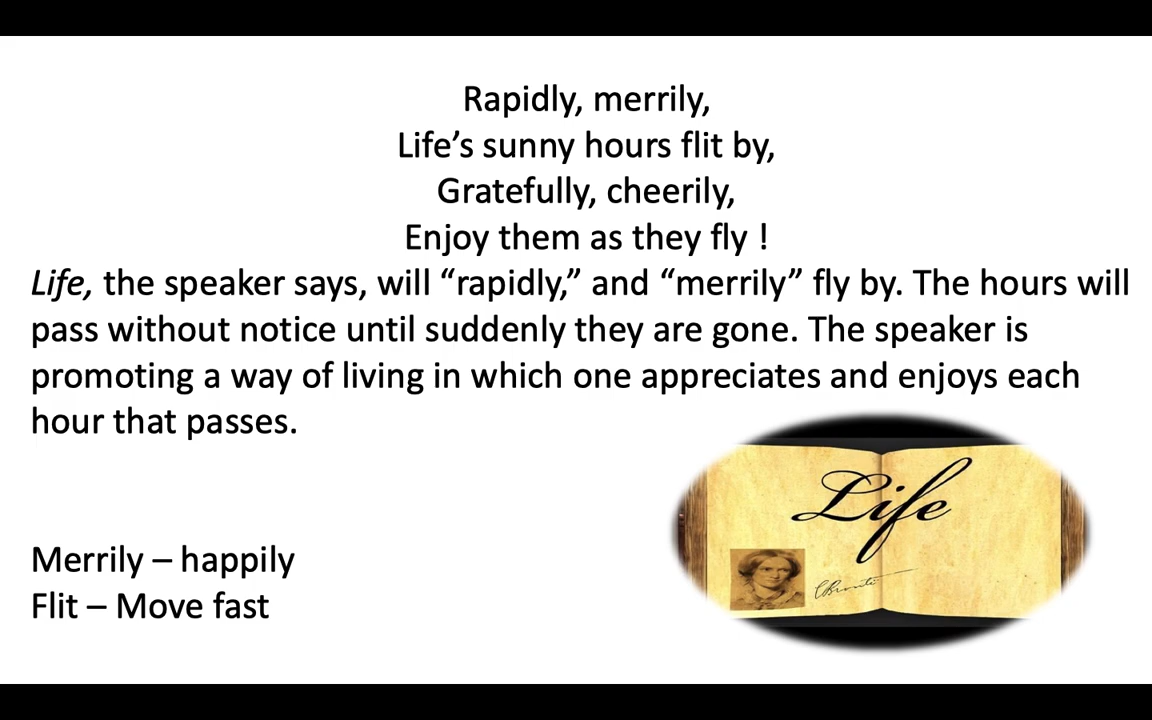 Rapidly, merrily,
Life’s sunny hours flit by,
Gratefully, cheerily,
Enjoy them as they fly !
Life, the speaker says, will “rapidly,” and “merrily” fly by. The hours will
pass without notice until suddenly they are gone. The speaker is
promoting a way of living in which one appreciates and enjoys each
hour that passes.
Life
CBrontë
Merrily – happily
Flit – Move fast